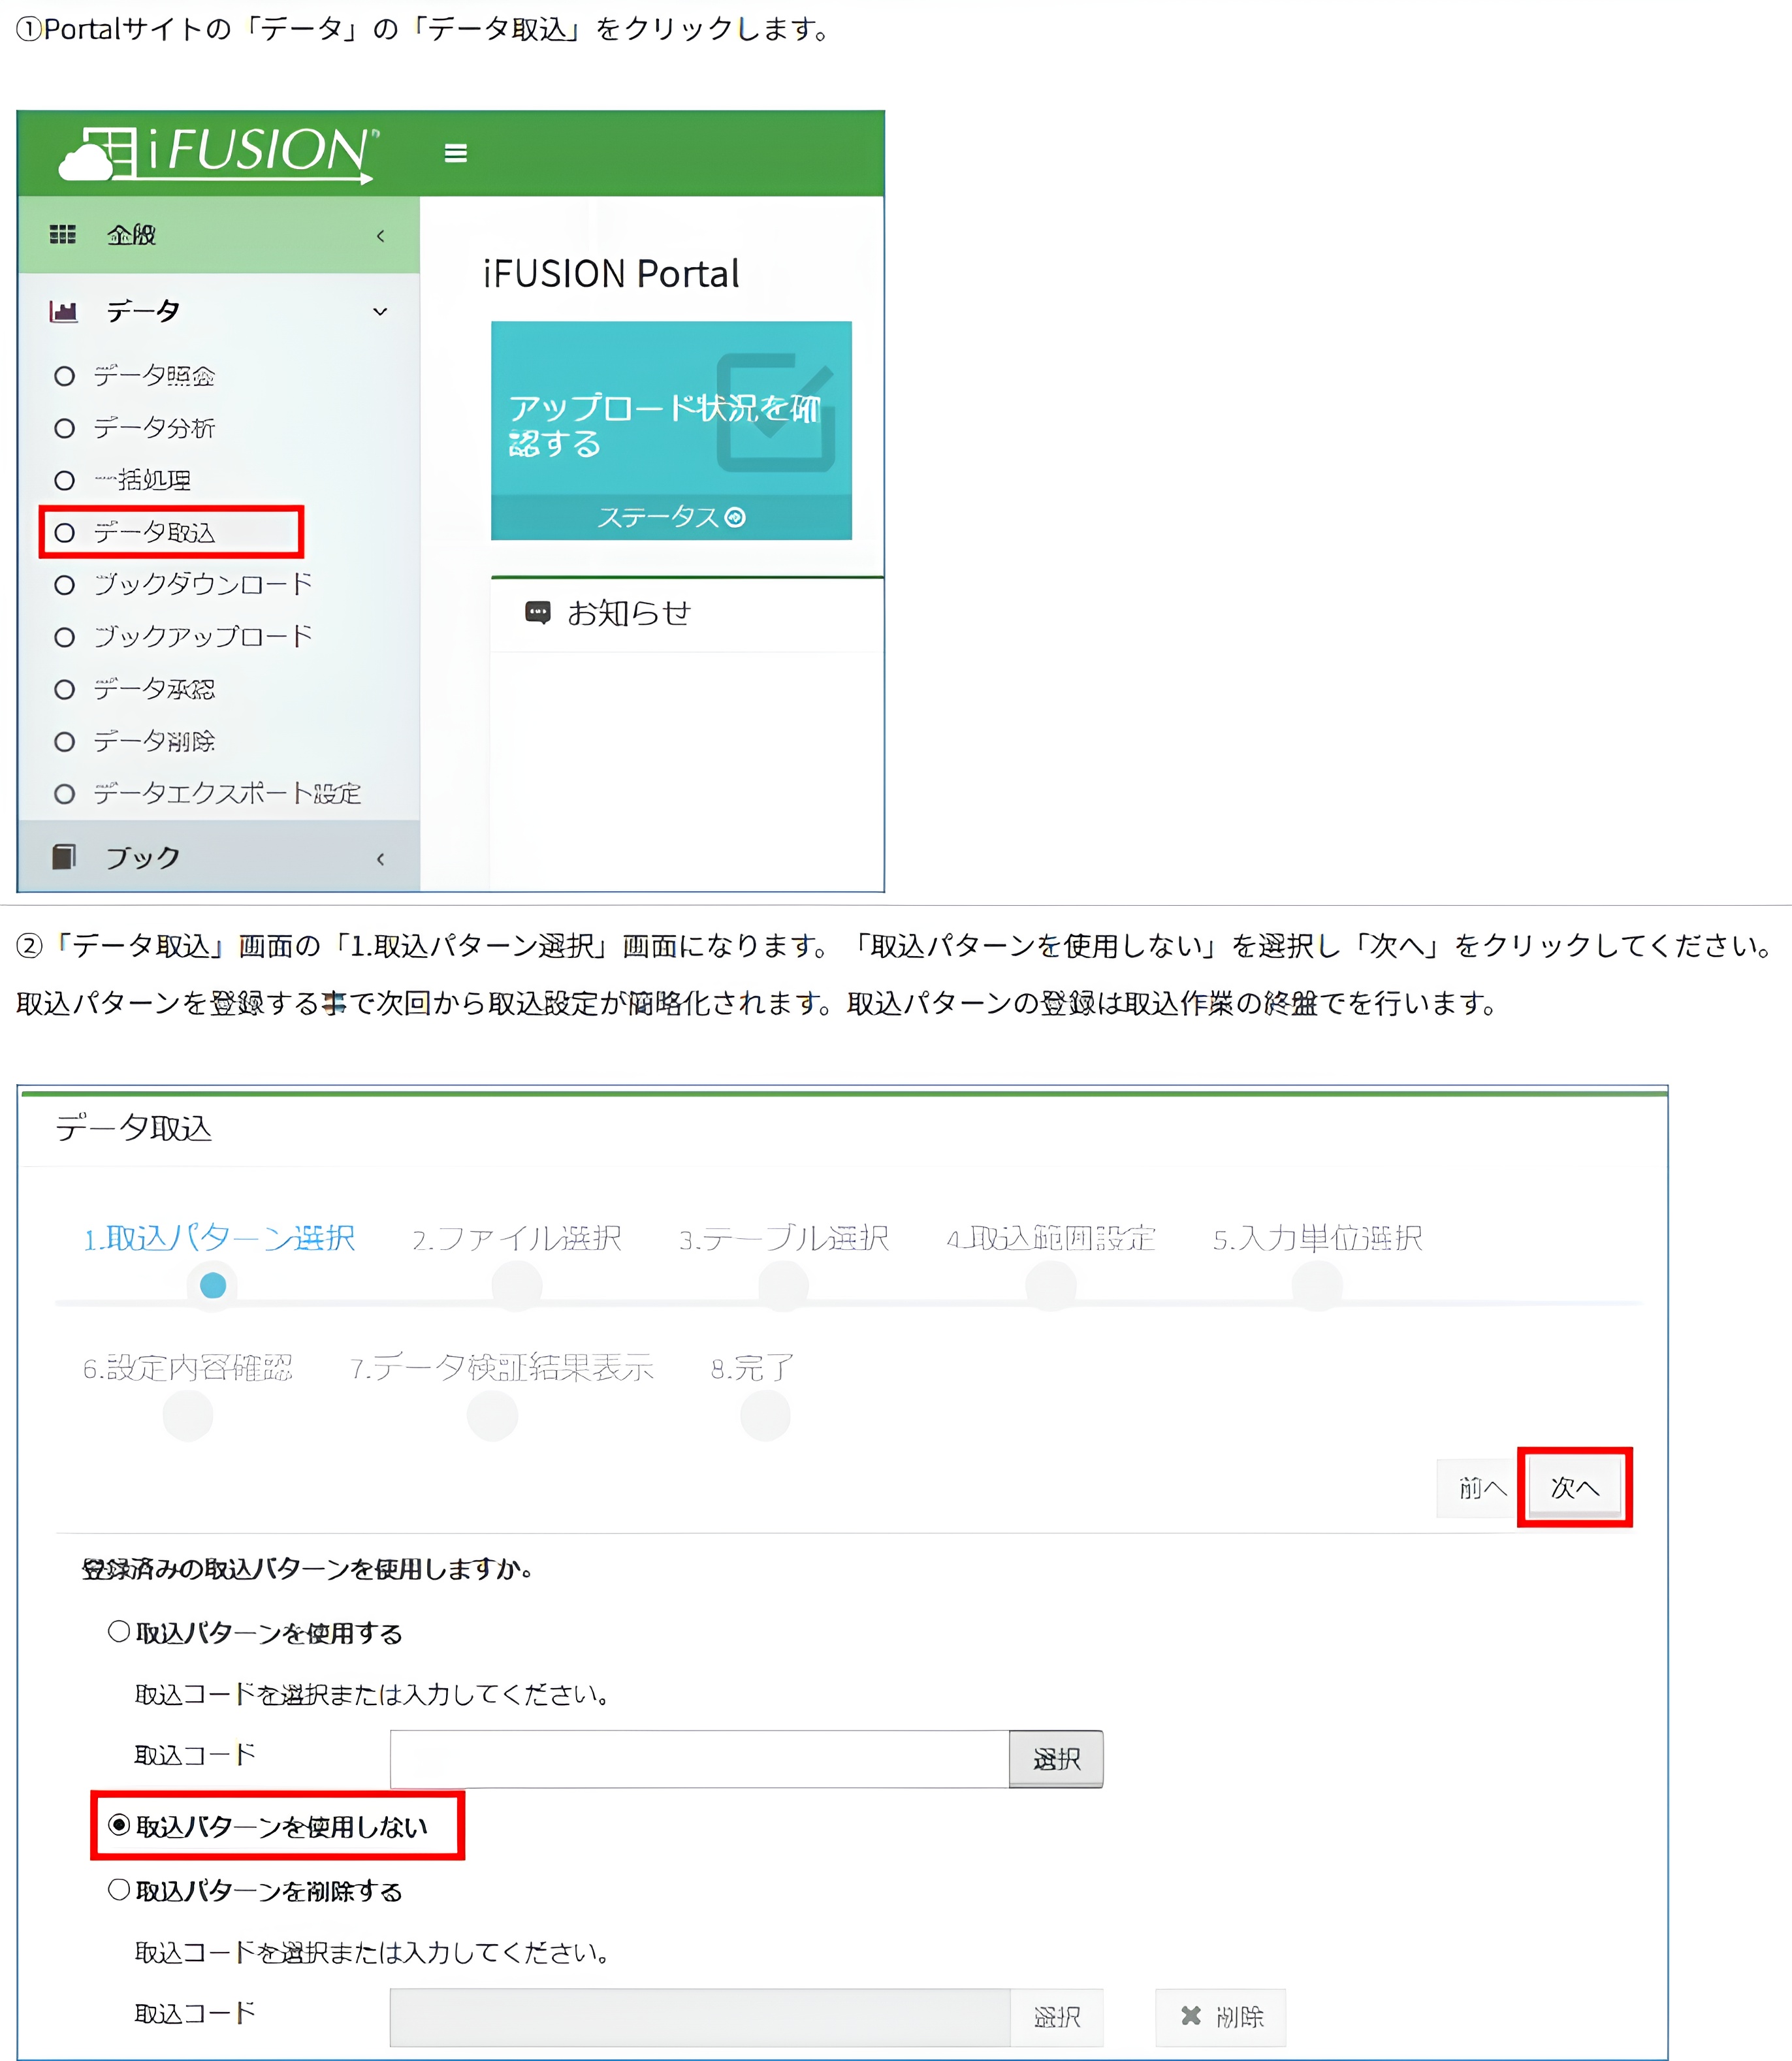 ①Portalサイトの「データ」の「データ取込」をクリックします。
iFUSION
全般
データ
データ照会
データ分析
一括処理
データ取込
ブックダウンロード
ブックアップロード
データ承認
データ削除
データエクスポート設定
ブック
iFUSION Portal
アップロード状況を確
認する
ステータス
お知らせ
②「データ取込」画面の「1.取込パターン選択」画面になります。「取込パターンを使用しない」を選択し「次へ」をクリックしてください。
取込パターンを登録する事で次回から取込設定が簡略化されます。取込パターンの登録は取込作業の終盤でを行います。
データ取込
1.取込パターン選択 2.ファイル選択 3.テーブル選択 4.取込範囲設定 5.入力単位選択
6.設定内容確認 7.データ検証結果表示 8.完了
前へ 次へ
登録済みの取込パターンを使用しますか。
取込パターンを使用する
取込コードを選択または入力してください。
取込コード 選択
取込パターンを使用しない
取込パターンを削除する
取込コードを選択または入力してください。
取込コード 選択 削除